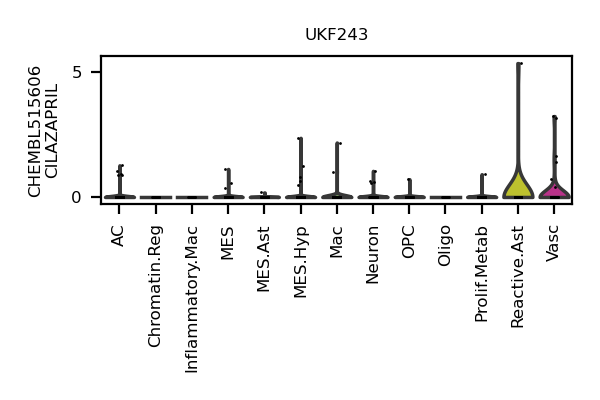 UKF243
CHEMBL515606
CILAZAPRIL
5
0
AC
Chromatin.Reg
Inflammatory.Mac
MES
MES.Ast
MES.Hyp
Mac
Neuron
OPC
Oligo
Prolif.Metab
Reactive.Ast
Vasc